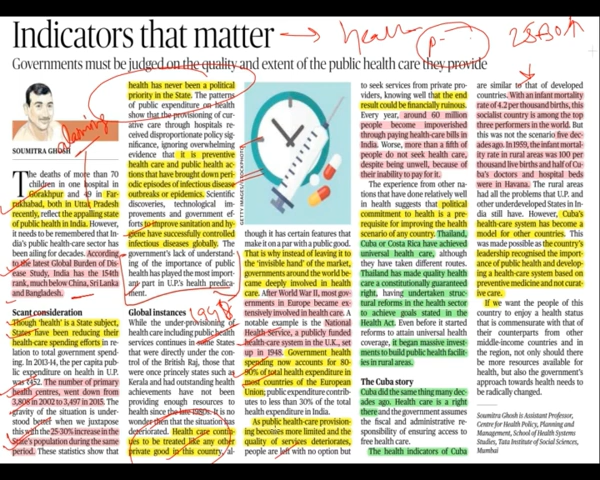 Indicators that matter → health
Governments must be judged on the quality and extent of the public health care they provide
SOUMITRA GHOSH
alarming
The deaths of more than 70
children in one hospital in
Gorakhpur and 49 in Farru-
khabad, both in Uttar Pradesh
recently, reflect the appalling state
of public health in India. However,
it needs to be remembered that In-
dia's public-health-care sector has
been ailing for decades. According
to the latest Global Burden of Dis-
ease Study, India has the 154th
rank, much below China, Sri Lanka
and Bangladesh.
Scant consideration
Though 'health' is a State subject,
States have been reducing their
health-care spending efforts in re-
lation to total government spend-
ing. In 2013-14, the per capita pub-
lic expenditure on health in U.P.
was ₹452. The number of primary
health centres, went down from
3,808 in 2002 to 3,497 in 2015. The
gravity of the situation is under-
stood better when we juxtapose
this with the 25-30% increase in the
State's population during the same
period. These statistics show that
health has never been a political
priority in the State. The patterns
of public expenditure on health
show that the provisioning of cur-
ative care through hospitals has
received disproportionate policy
significance, ignoring overwhelming
evidence that it is preventive
health care and public health ac-
tions that have brought down peri-
odic episodes of infectious disease
outbreaks or epidemics. Scientific
discoveries, technological im-
provements and government ef-
forts to improve sanitation and hy-
giene have successfully controlled
infectious diseases globally. The
government's lack of understand-
ing of the importance of public
health has played the most import-
ant part in U.P.'s health predica-
ment.
Global instances
1998
While the under-provisioning of
health care including public health
services continues in some States
that were directly under the con-
trol of the British Raj, those that
were once princely states such as
Kerala and had outstanding health
achievements have not been
providing enough resources to
health since the late 1980s. It is no
wonder then that the situation has
deteriorated. Health care contin-
ues to be treated like any other
private good in this country, al-
GETTY IMAGES/ISTOCKPHOTO
though it has certain features that
make it on a par with a public good.
That is why instead of leaving it to
the 'invisible hand' of the market,
governments around the world be-
came deeply involved in health
care. After World War II, most gov-
ernments in Europe became ex-
tensively involved in health care. A
notable example is the National
Health Service, a publicly funded
health-care system in the U.K., set
up in 1948. Government health
spending now accounts for 80-
90% of total health expenditure in
most countries of the European
Union; public expenditure contrib-
utes to less than 30% of the total
health expenditure in India.
As public health-care provision-
ing becomes more limited and the
quality of services deteriorates,
people are left with no option but
to seek services from private pro-
viders, knowing well that the end
result could be financially ruinous.
Every year, around 60 million
people become impoverished
through paying health-care bills in
India. Worse, more than a fifth of
people do not seek health care,
despite being unwell, because of
their inability to pay for it.
The experience from other na-
tions that have done relatively well
in health suggests that political
commitment to health is a pre-
requisite for improving the health
scenario of any country. Thailand,
Cuba or Costa Rica have achieved
universal health care, although
they have taken different routes.
Thailand has made quality health
care a constitutionally guaranteed
right, having undertaken struc-
tural reforms in the health sector
to achieve goals stated in the
Health Act. Even before it started
reforms to attain universal health
coverage, it began massive invest-
ments to build public health facilit-
ies in rural areas.
The Cuba story
Cuba did the same thing many dec-
ades ago. Health care is a right
there and the government assumes
the fiscal and administrative re-
sponsibility of ensuring access to
free health care.
The health indicators of Cuba
are similar to that of developed
countries. With an infant mortality
rate of 4.2 per thousand births, this
socialist country is among the top
three performers in the world. But
this was not the scenario five dec-
ades ago. In 1959, the infant mortal-
ity rate in rural areas was 100 per
thousand live births and half of Cu-
ba's doctors and hospital beds
were in Havana. The rural areas
had all the problems that U.P. and
other underdeveloped States in In-
dia still have. However, Cuba's
health-care system has become a
model for other countries. This
was made possible as the country's
leadership recognised the import-
ance of public health and develop-
ing a health-care system based on
preventive medicine and not curat-
ive care.
If we want the people of this
country to enjoy a health status
that is commensurate with that of
their counterparts from other
middle-income countries and in
the region, not only should there
be more resources available for
health, but also the government's
approach towards health needs to
be radically changed.
Soumitra Ghosh is Assistant Professor,
Centre for Health Policy, Planning and
Management, School of Health Systems
Studies, Tata Institute of Social Sciences,
Mumbai